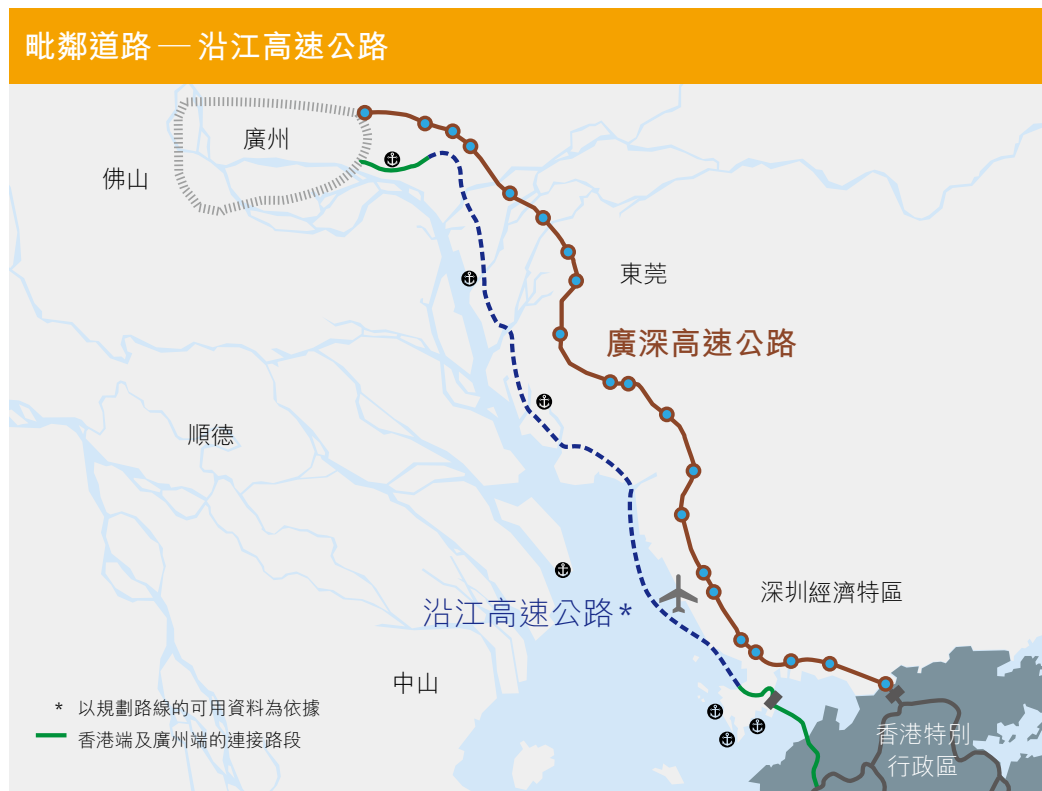 毗鄰道路 — 沿江高速公路
廣州
佛山
東莞
廣深高速公路
順德
深圳經濟特區
沿江高速公路*
中山
* 以規劃路線的可用資料為依據
香港端及廣州端的連接路段
香港特別
行政區